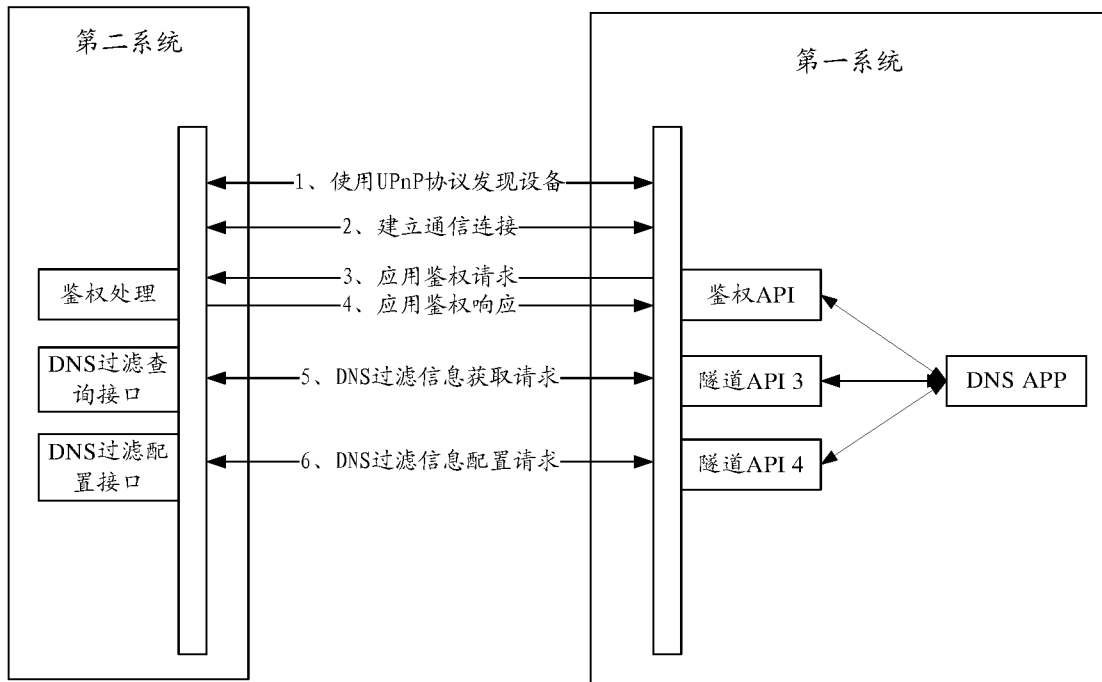 第二系统
第一系统
1、使用UPnP协议发现设备
2、建立通信连接
3、应用鉴权请求
4、应用鉴权响应
5、DNS过滤信息获取请求
6、DNS过滤信息配置请求
鉴权处理
DNS过滤查
询接口
DNS过滤配
置接口
鉴权API
隧道API 3
隧道API 4
DNS APP